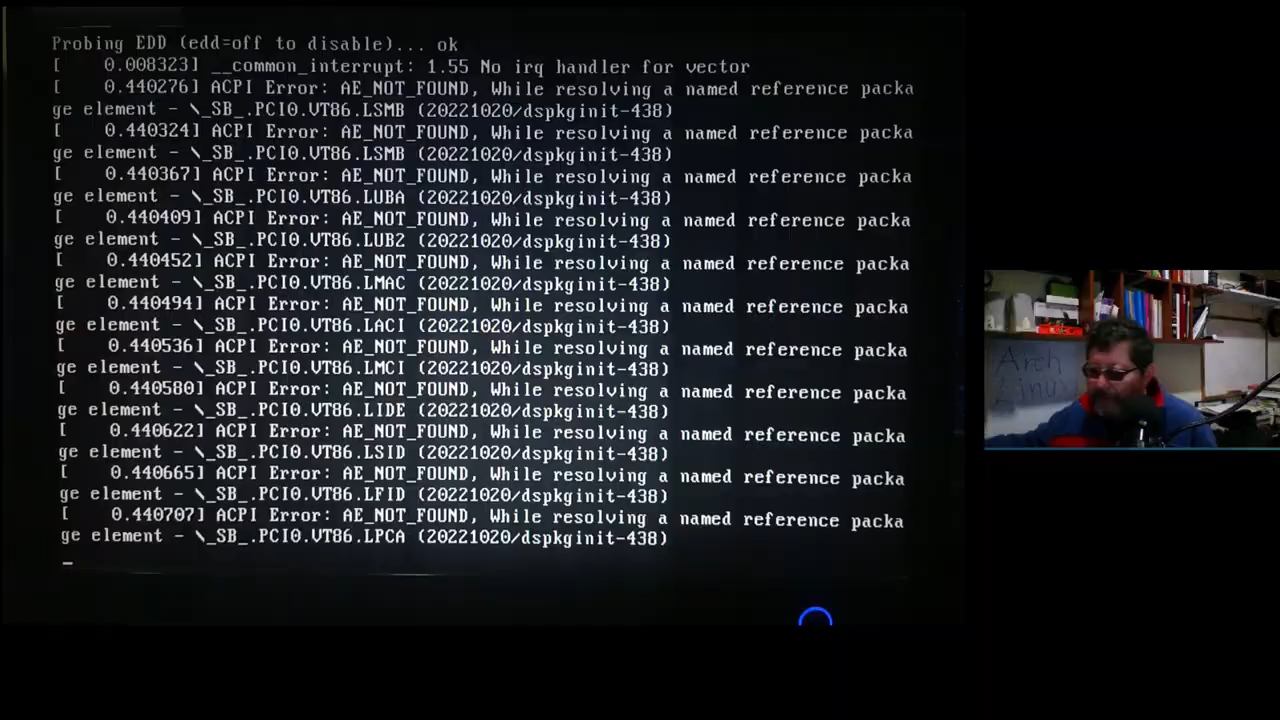 Probing EDD (edd=off to disable)... ok
[    0.008323] __common_interrupt: 1.55 No irq handler for vector
[    0.440276] ACPI Error: AE_NOT_FOUND, While resolving a named reference packa
ge element - \_SB_.PCI0.VT86.LSMB (20221020/dspkginit-438)
[    0.440324] ACPI Error: AE_NOT_FOUND, While resolving a named reference packa
ge element - \_SB_.PCI0.VT86.LSMB (20221020/dspkginit-438)
[    0.440367] ACPI Error: AE_NOT_FOUND, While resolving a named reference packa
ge element - \_SB_.PCI0.VT86.LUBA (20221020/dspkginit-438)
[    0.440409] ACPI Error: AE_NOT_FOUND, While resolving a named reference packa
ge element - \_SB_.PCI0.VT86.LUB2 (20221020/dspkginit-438)
[    0.440452] ACPI Error: AE_NOT_FOUND, While resolving a named reference packa
ge element - \_SB_.PCI0.VT86.LMAC (20221020/dspkginit-438)
[    0.440494] ACPI Error: AE_NOT_FOUND, While resolving a named reference packa
ge element - \_SB_.PCI0.VT86.LACI (20221020/dspkginit-438)
[    0.440536] ACPI Error: AE_NOT_FOUND, While resolving a named reference packa
ge element - \_SB_.PCI0.VT86.LMCI (20221020/dspkginit-438)
[    0.440580] ACPI Error: AE_NOT_FOUND, While resolving a named reference packa
ge element - \_SB_.PCI0.VT86.LIDE (20221020/dspkginit-438)
[    0.440622] ACPI Error: AE_NOT_FOUND, While resolving a named reference packa
ge element - \_SB_.PCI0.VT86.LSID (20221020/dspkginit-438)
[    0.440665] ACPI Error: AE_NOT_FOUND, While resolving a named reference packa
ge element - \_SB_.PCI0.VT86.LFID (20221020/dspkginit-438)
[    0.440707] ACPI Error: AE_NOT_FOUND, While resolving a named reference packa
ge element - \_SB_.PCI0.VT86.LPCA (20221020/dspkginit-438)
_
Arch
Linux